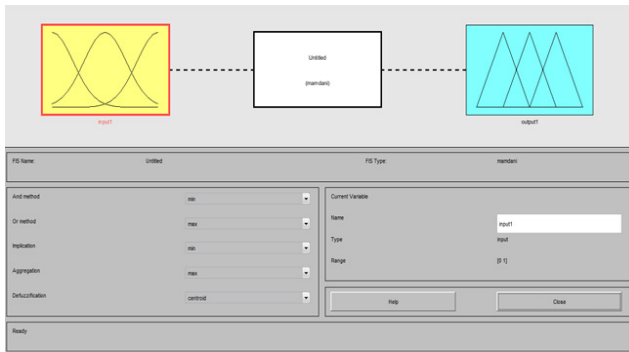 Untitled
(mamdani)
input1
output1
FIS Name: Untitled FIS Type: mamdani
And method min
Or method max
Implication min
Aggregation max
Defuzzification centroid
Current Variable
Name input1
Type input
Range [0 1]
Help Close
Ready